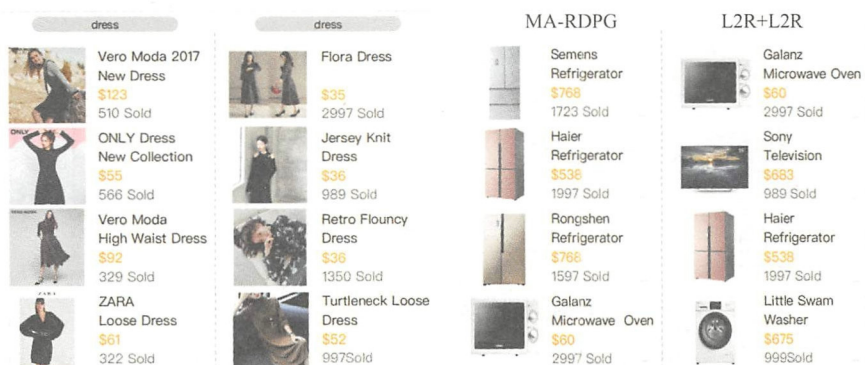 dress
Vero Moda 2017
New Dress
$123
510 Sold
ONLY
ONLY Dress
New Collection
$55
566 Sold
Vero Moda
High Waist Dress
$92
329 Sold
ZARA
ZARA
Loose Dress
$61
322 Sold
dress
Flora Dress
$35
2997 Sold
Jersey Knit
Dress
$36
989 Sold
Retro Flouncy
Dress
$36
1350 Sold
Turtleneck Loose
Dress
$52
997Sold
MA-RDPG
Semens
Refrigerator
$768
1723 Sold
Haier
Refrigerator
$538
1997 Sold
Rongshen
Refrigerator
$768
1597 Sold
Galanz
Microwave Oven
$60
2997 Sold
L2R+L2R
Galanz
Microwave Oven
$60
2997 Sold
Sony
Television
$683
989 Sold
Haier
Refrigerator
$538
1997 Sold
Little Swam
Washer
$675
999Sold